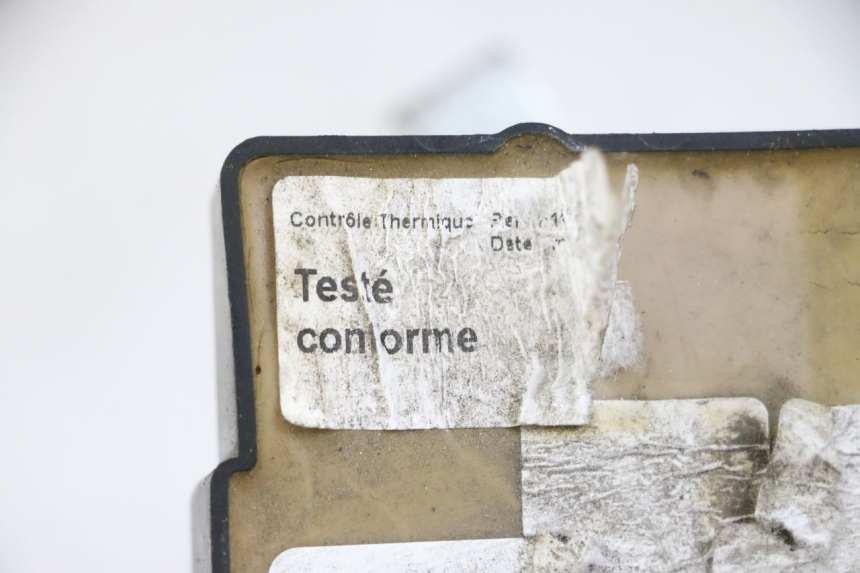 Contrôle Thermique
Date
Testé
conforme